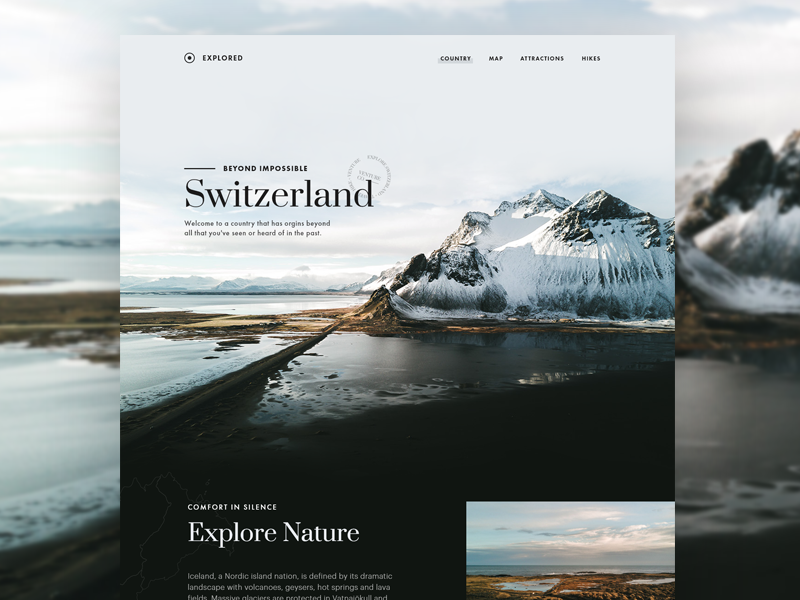 EXPLORED
COUNTRY MAP ATTRACTIONS HIKES
BEYOND IMPOSSIBLE
Switzerland
Welcome to a country that has orgins beyond
all that you've seen or heard of in the past.
COMFORT IN SILENCE
Explore Nature
Iceland, a Nordic island nation, is defined by its dramatic
landscape with volcanoes, geysers, hot springs and lava
fields. Massive glaciers are protected in Vatnajökull and